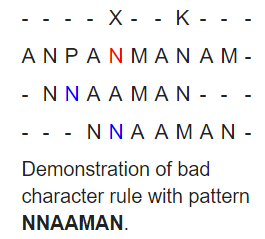 - - - - X - - K - - -
A N P A N M A N A M -
- N N A A M A N - - -
- - - N N A A M A N -
Demonstration of bad
character rule with pattern
NNAAMAN.